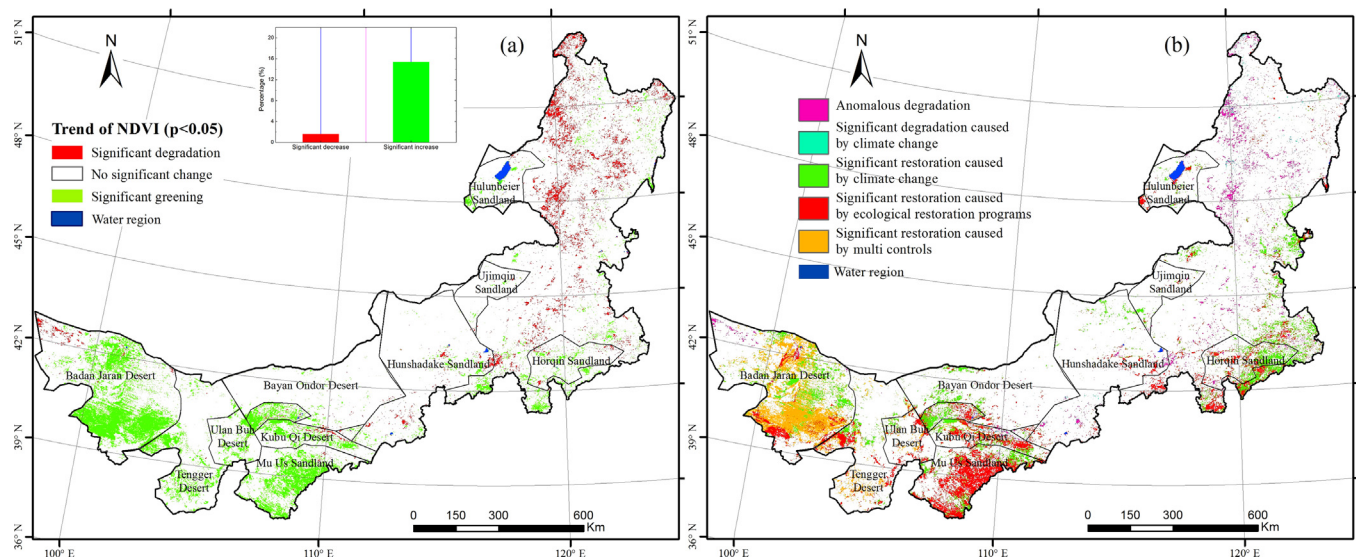 51° N
48° N
45° N
42° N
39° N
36° N
N
(a)
Percentage (%)
20
16
12
8
4
0
Significant decrease
Significant increase
Trend of NDVI (p<0.05)
Significant degradation
No significant change
Significant greening
Water region
Hulunbeier
Sandland
Ujimqin
Sandland
Hunshadake Sandland
Horqin Sandland
Badan Jaran Desert
Bayan Ondor Desert
Ulan Buh
Desert
Kubu Qi Desert
Mu Us Sandland
Tengger
Desert
0 150 300 600
Km
100° E
110° E
120° E
51° N
48° N
45° N
42° N
39° N
36° N
N
(b)
Anomalous degradation
Significant degradation caused
by climate change
Significant restoration caused
by climate change
Significant restoration caused
by ecological restoration programs
Significant restoration caused
by multi controls
Water region
Hulunbeier
Sandland
Ujimqin
Sandland
Hunshadake Sandland
Horqin Sandland
Badan Jaran Desert
Bayan Ondor Desert
Ulan Buh
Desert
Kubu Qi Desert
Mu Us Sandland
Tengger
Desert
0 150 300 600
Km
100° E
110° E
120° E